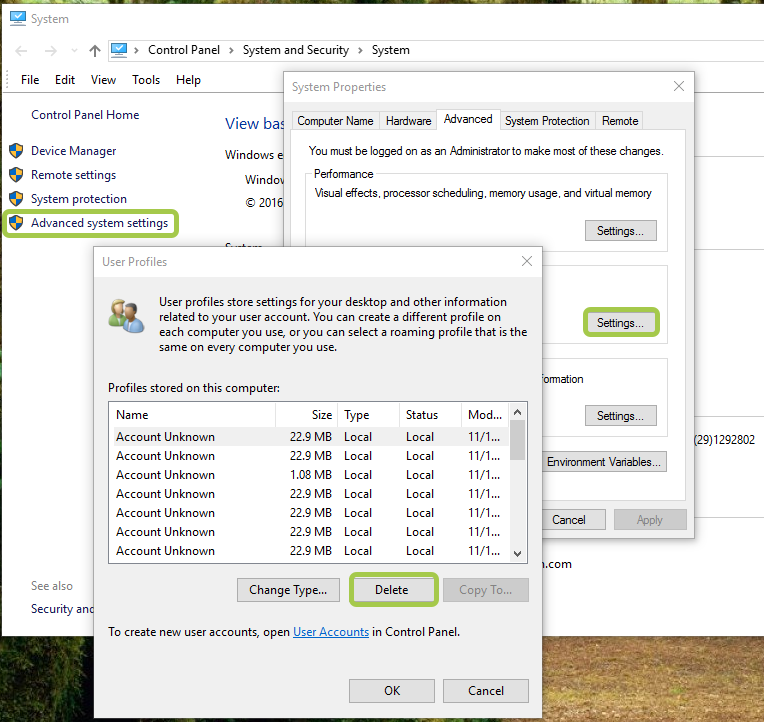 System
Control Panel > System and Security > System
File Edit View Tools Help
Control Panel Home
Device Manager
Remote settings
System protection
Advanced system settings
See also
Security and
View bas
Windows e
Window
© 2016
System
System Properties
Computer Name Hardware Advanced System Protection Remote
You must be logged on as an Administrator to make most of these changes.
Performance
Visual effects, processor scheduling, memory usage, and virtual memory
Settings...
Settings...
formation
Settings...
Environment Variables...
Cancel Apply
(29)1292802
n.com
User Profiles
User profiles store settings for your desktop and other information
related to your user account. You can create a different profile on
each computer you use, or you can select a roaming profile that is the
same on every computer you use.
Profiles stored on this computer:
Name Size Type Status Mod...
Account Unknown 22.9 MB Local Local 11/1...
Account Unknown 22.9 MB Local Local 11/1...
Account Unknown 1.08 MB Local Local 11/1...
Account Unknown 22.9 MB Local Local 11/1...
Account Unknown 22.9 MB Local Local 11/1...
Account Unknown 22.9 MB Local Local 11/1...
Account Unknown 22.9 MB Local Local 11/1...
Change Type... Delete Copy To...
To create new user accounts, open User Accounts in Control Panel.
OK Cancel